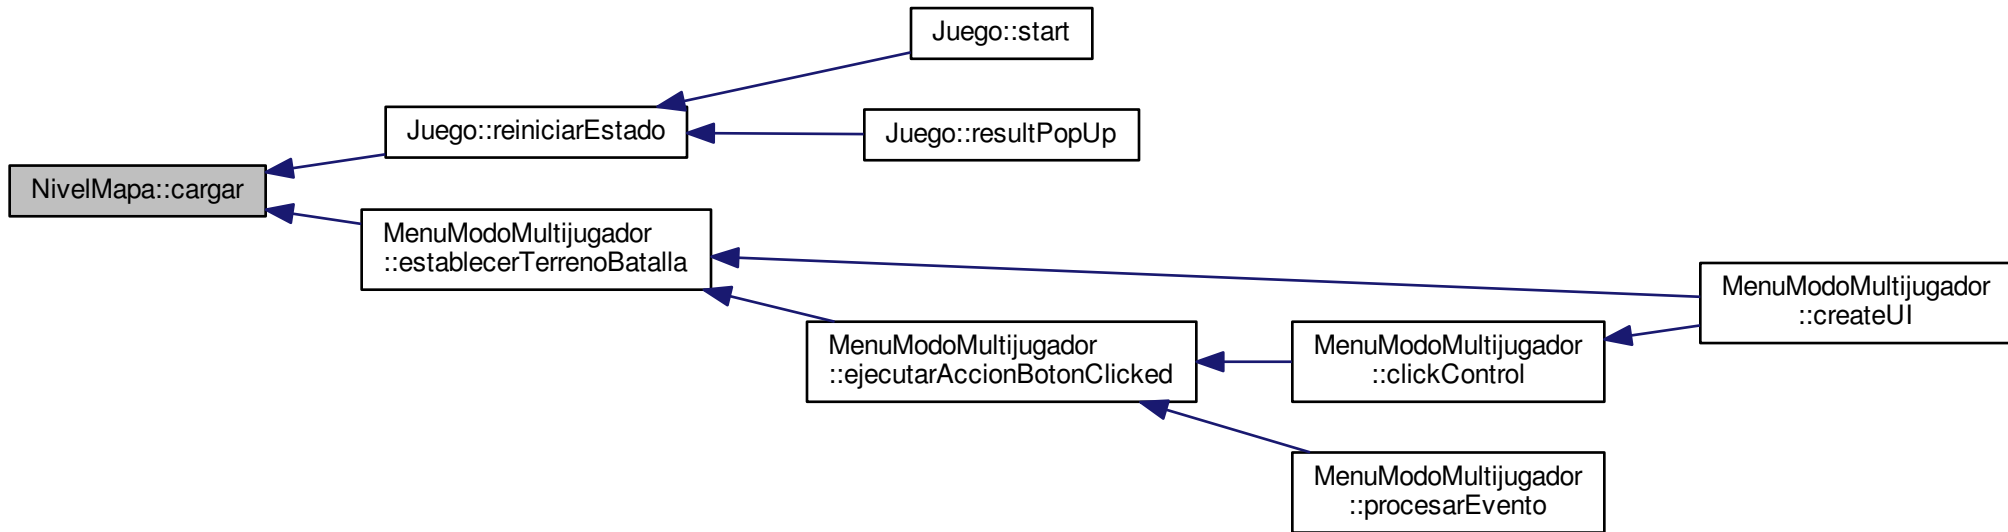 Juego::start
Juego::reiniciarEstado
Juego::resultPopUp
NivelMapa::cargar
MenuModoMultijugador
::establecerTerrenoBatalla
MenuModoMultijugador
::createUI
MenuModoMultijugador
::ejecutarAccionBotonClicked
MenuModoMultijugador
::clickControl
MenuModoMultijugador
::procesarEvento